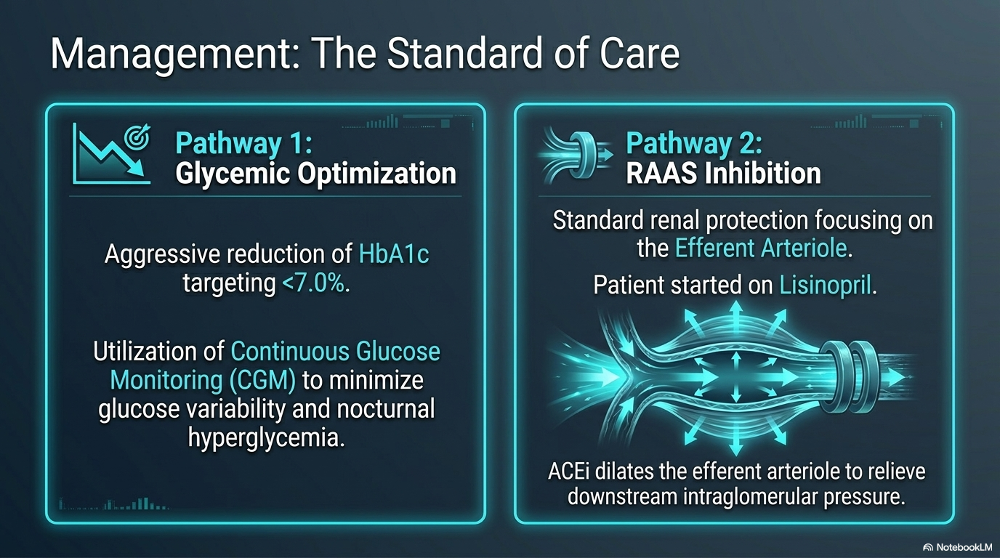 Management: The Standard of Care
Pathway 1:
Glycemic Optimization
Aggressive reduction of HbA1c
targeting <7.0%.
Utilization of Continuous Glucose
Monitoring (CGM) to minimize
glucose variability and nocturnal
hyperglycemia.
Pathway 2:
RAAS Inhibition
Standard renal protection focusing on
the Efferent Arteriole.
Patient started on Lisinopril.
ACEi dilates the efferent arteriole to relieve
downstream intraglomerular pressure.
NotebookLM